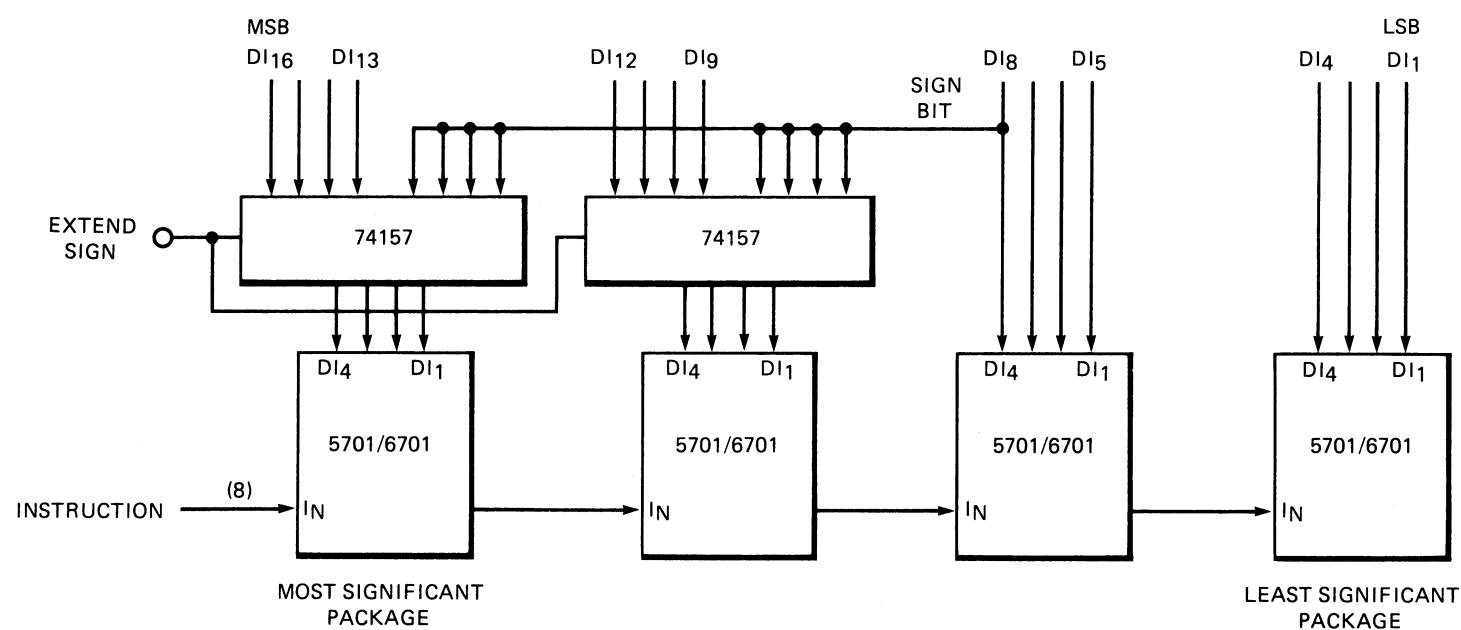 MSB
LSB
DI16 DI13
DI12 DI9
DI8 DI5
DI4 DI1
SIGN
BIT
EXTEND
SIGN
74157
74157
DI4 DI1
DI4 DI1
DI4 DI1
DI4 DI1
5701/6701
5701/6701
5701/6701
5701/6701
INSTRUCTION
(8)
IN
IN
IN
IN
MOST SIGNIFICANT
PACKAGE
LEAST SIGNIFICANT
PACKAGE